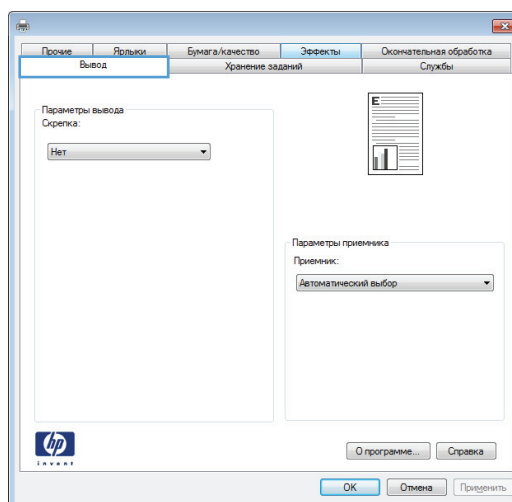 Прочие Ярлыки Бумага/качество Эффекты Окончательная обработка
Вывод Хранение заданий Службы
Параметры вывода
Скрепка:
Нет
E
Параметры приемника
Приемник:
Автоматический выбор
hp
invent
О программе... Справка
OK Отмена Применить